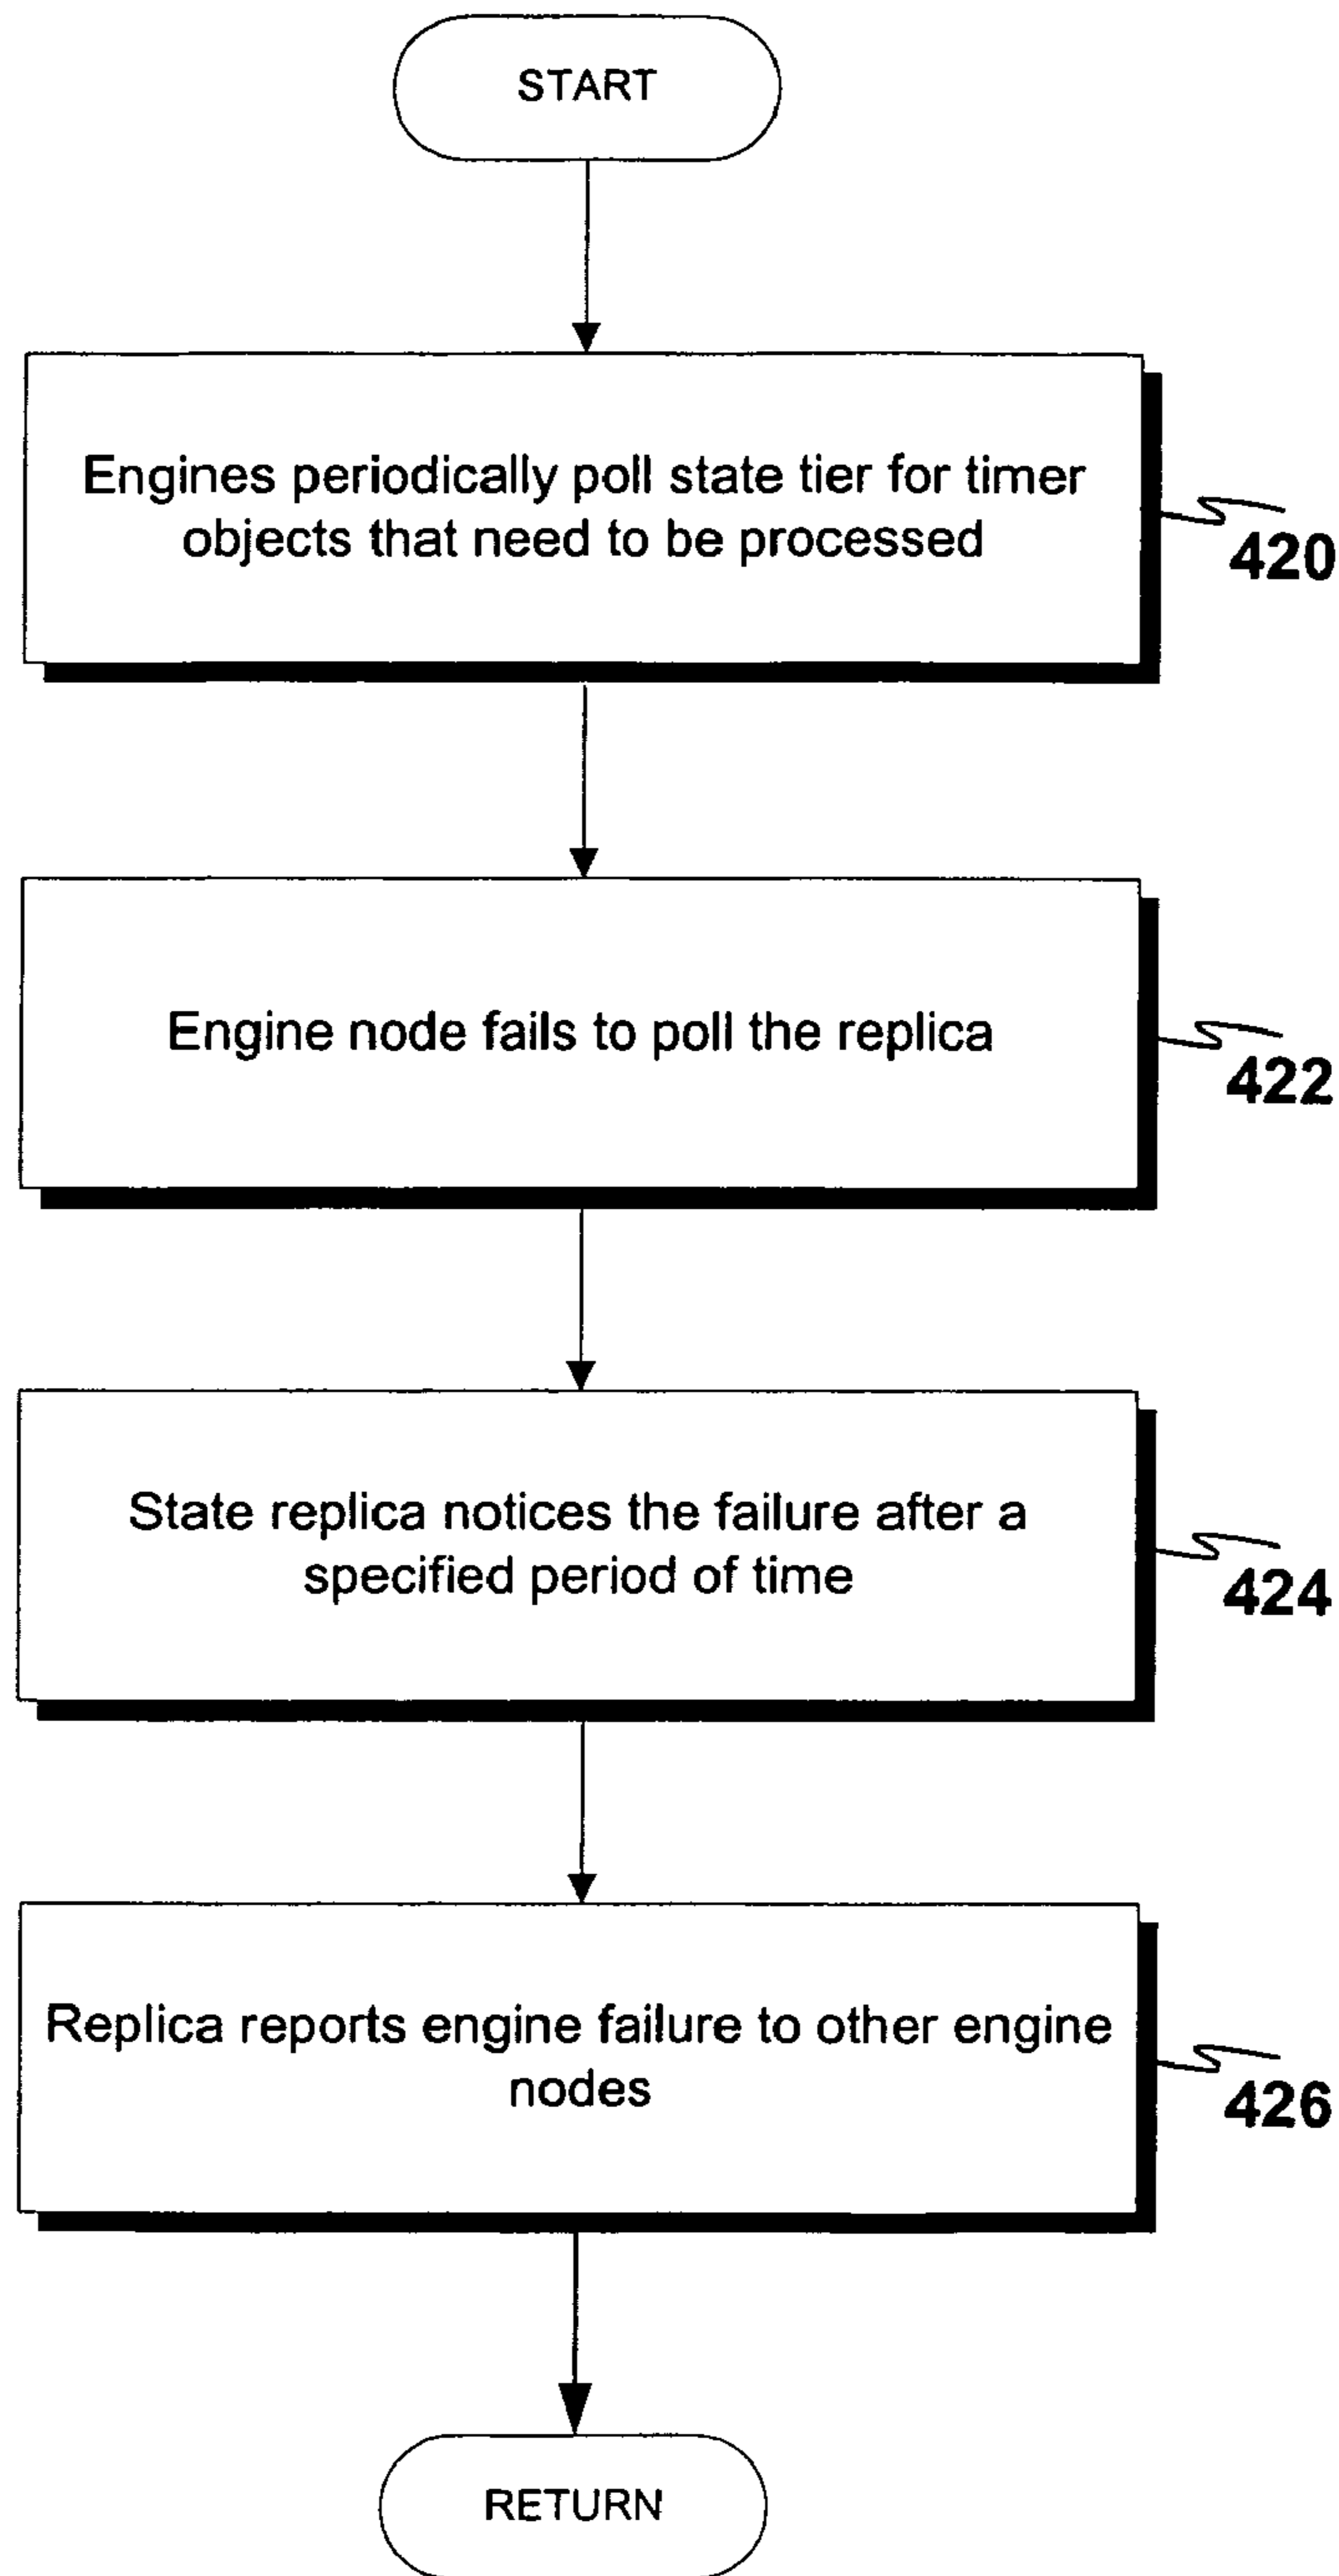 START
Engines periodically poll state tier for timer
objects that need to be processed
420
Engine node fails to poll the replica
422
State replica notices the failure after a
specified period of time
424
Replica reports engine failure to other engine
nodes
426
RETURN